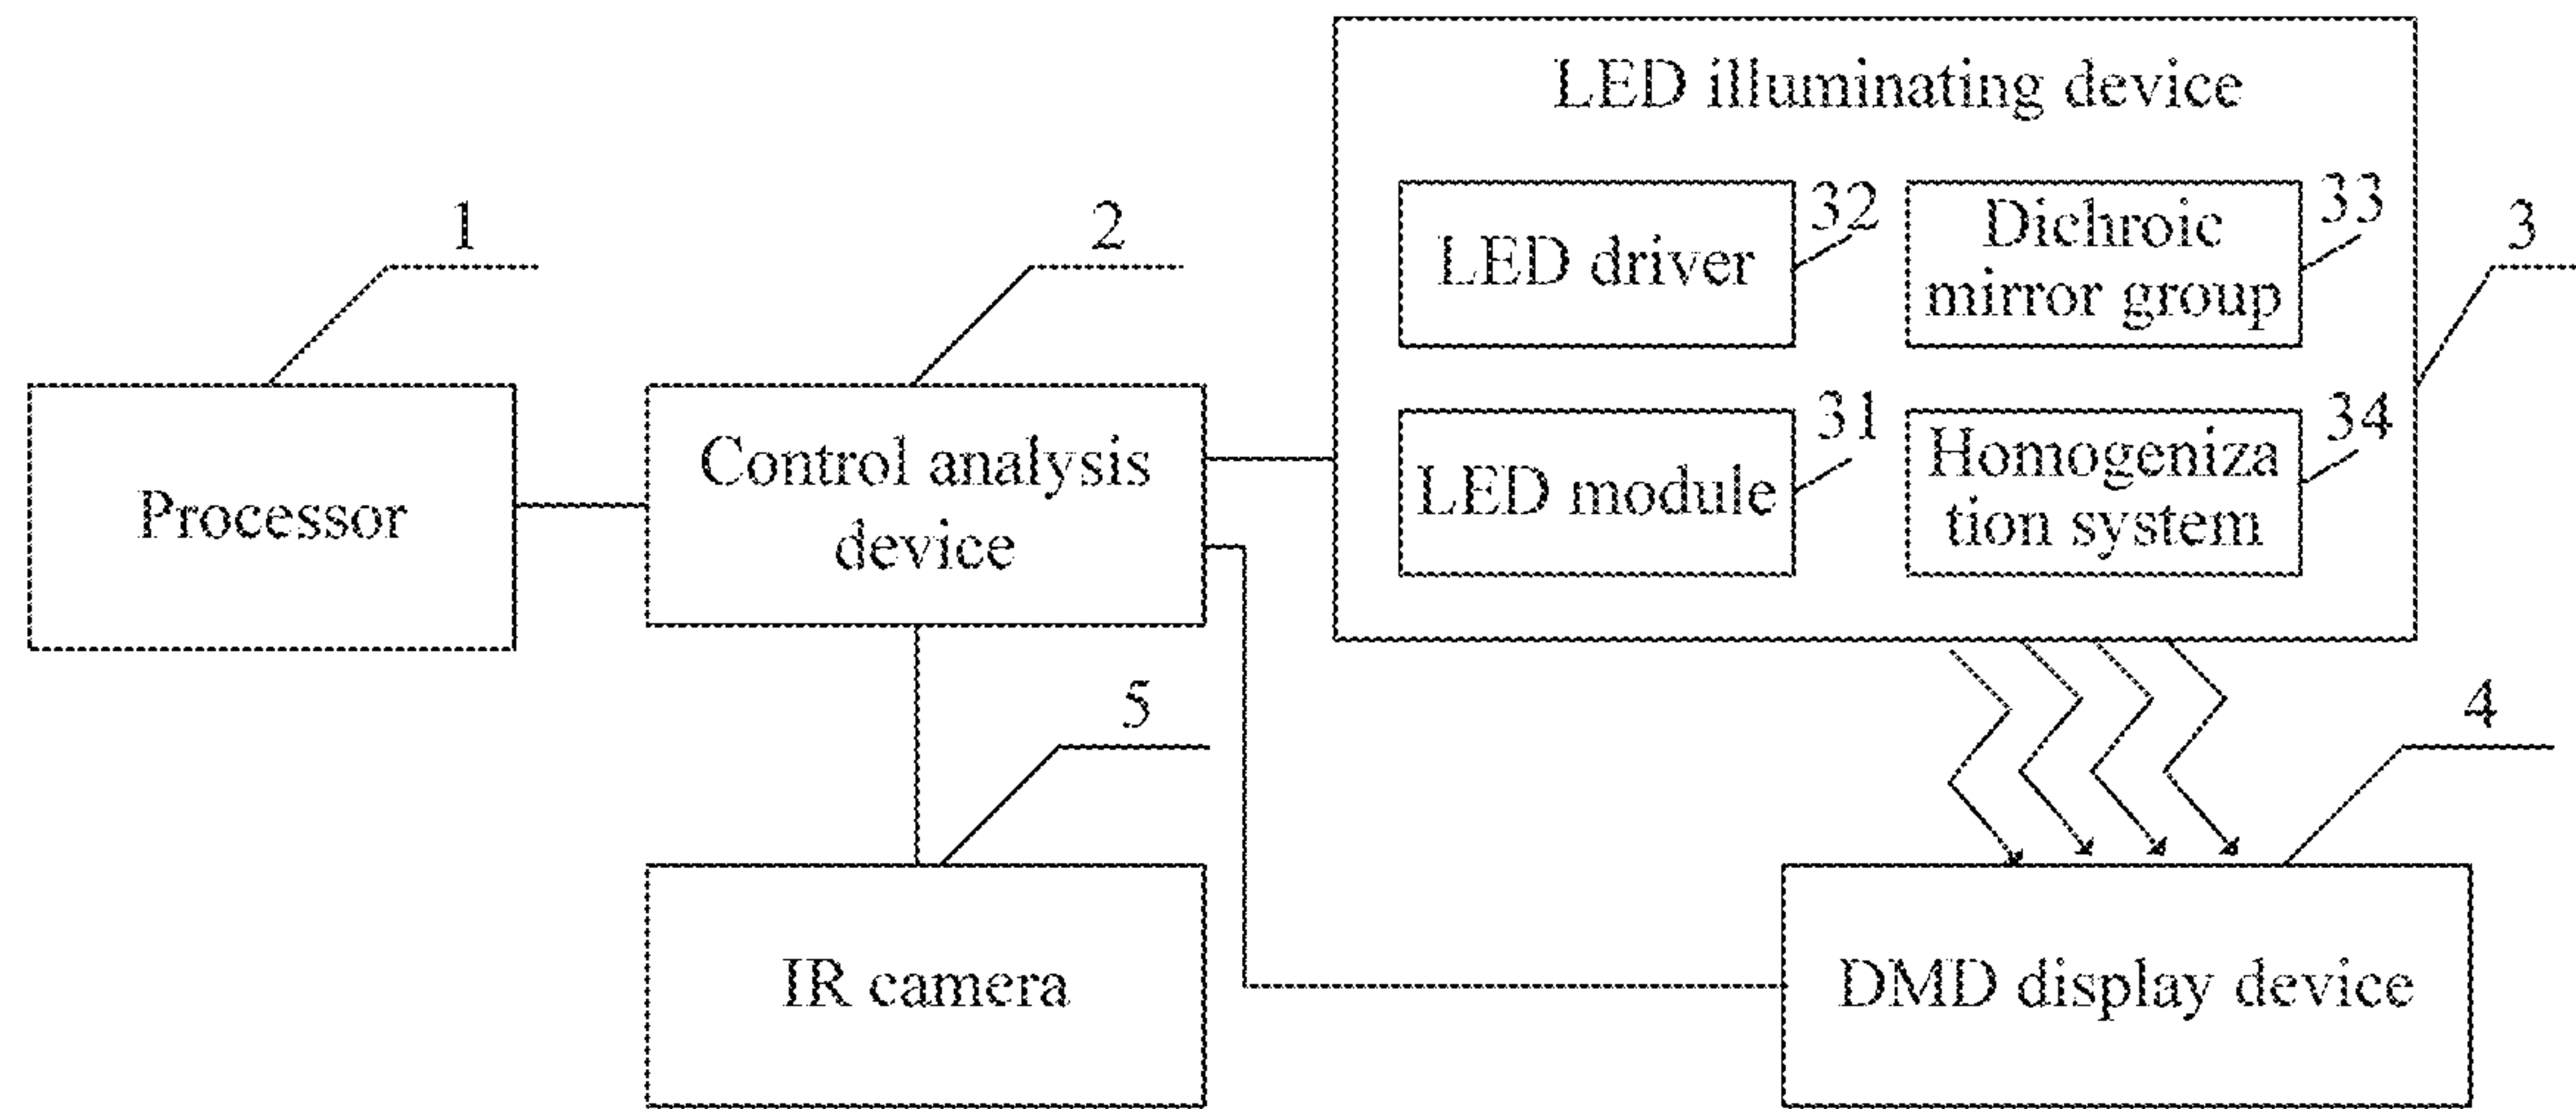 LED illuminating device
32
33
LED driver
Dichroic
mirror group
3
1
2
31
34
LED module
Homogeniza
tion system
Processor
Control analysis
device
5
4
IR camera
DMD display device